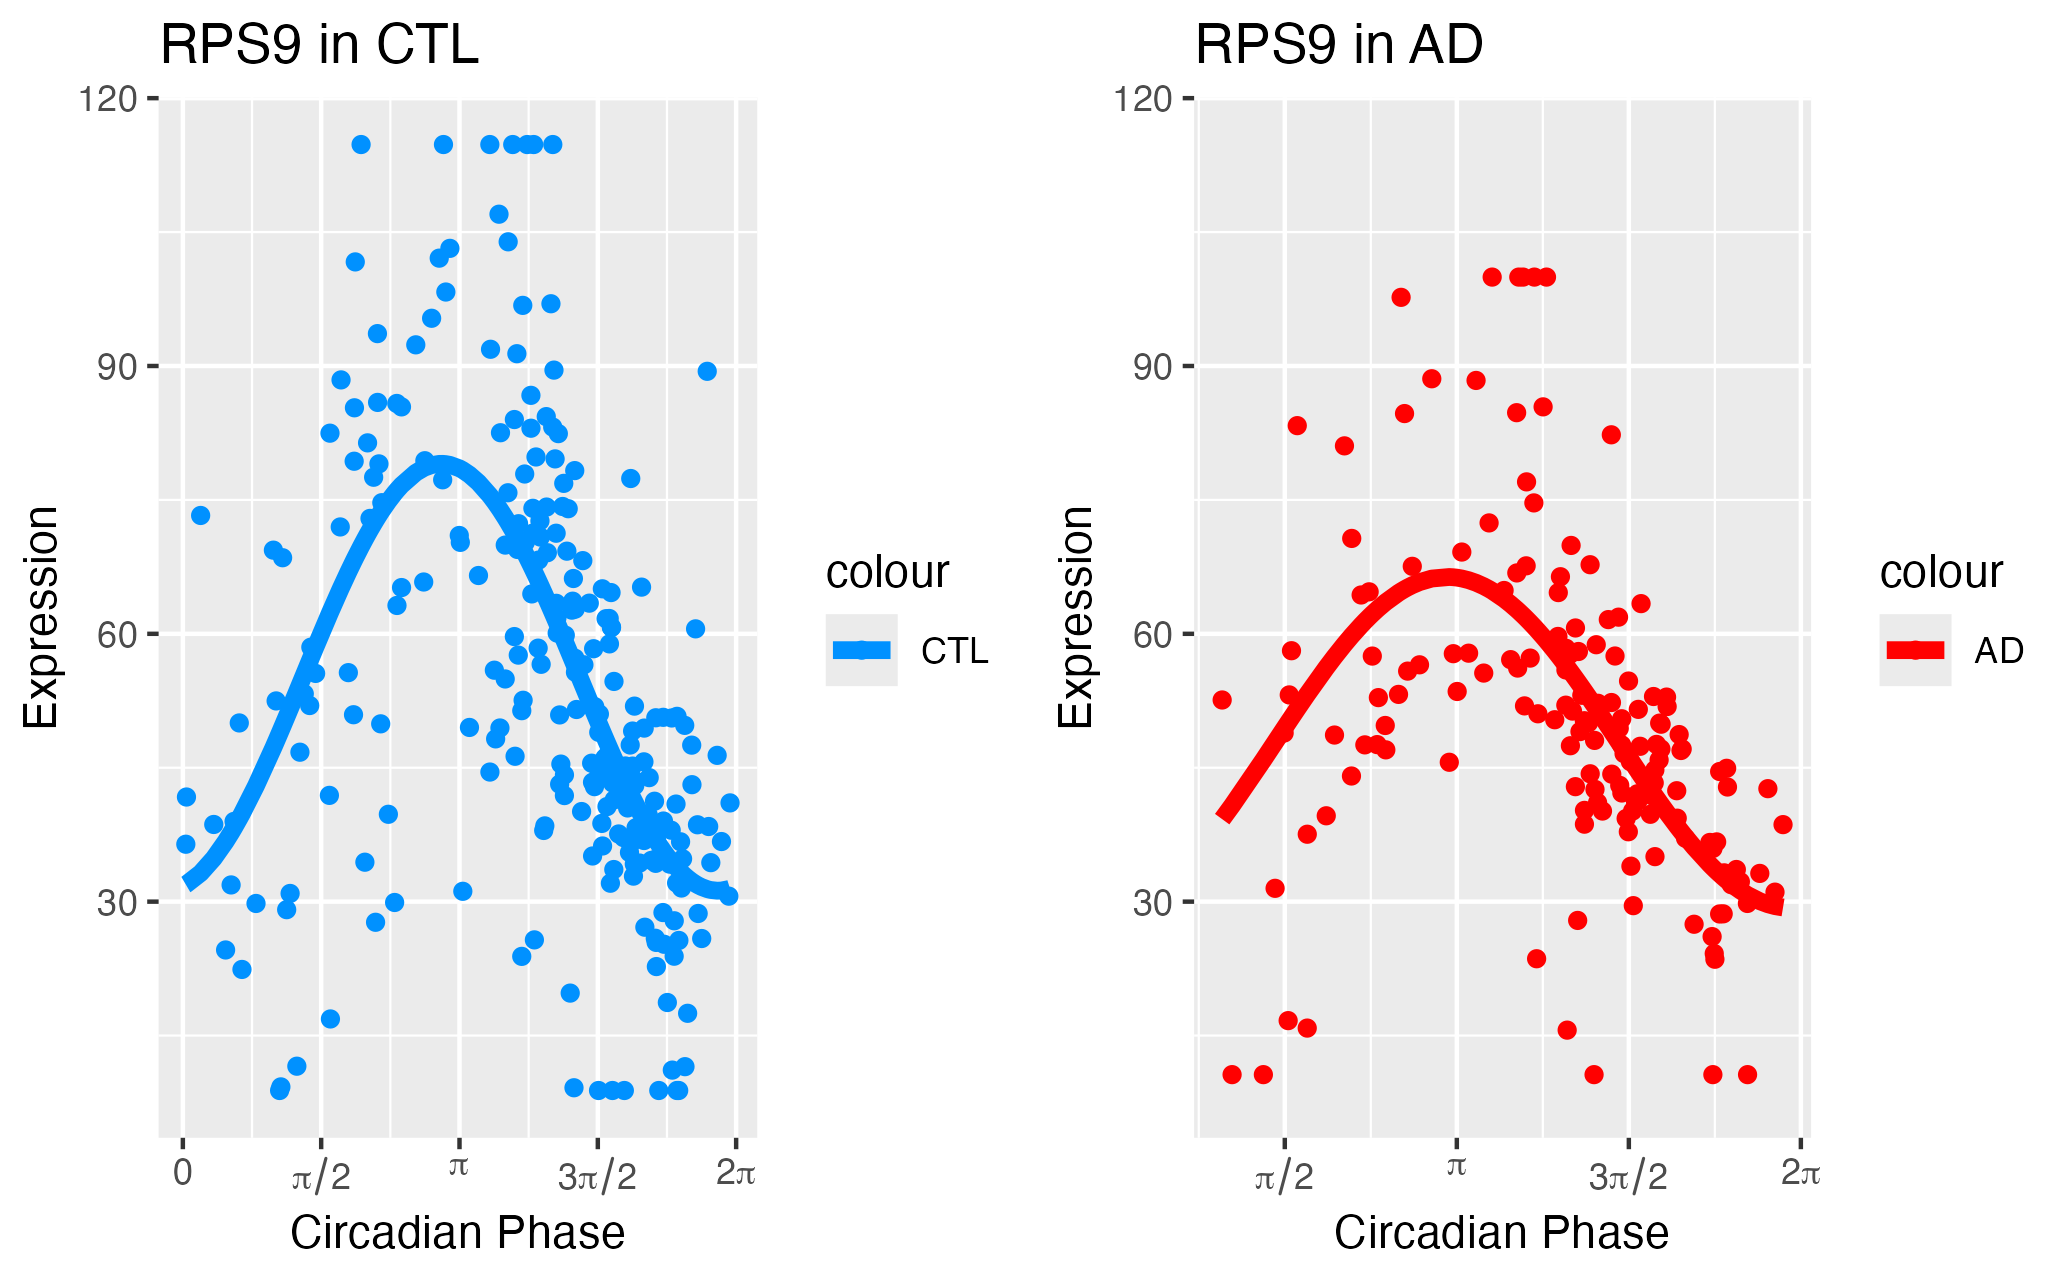 RPS9 in CTL
120
90
60
30
Expression
0
π/2
π
3π/2
2π
Circadian Phase
colour
CTL
RPS9 in AD
120
90
60
30
Expression
π/2
π
3π/2
2π
Circadian Phase
colour
AD